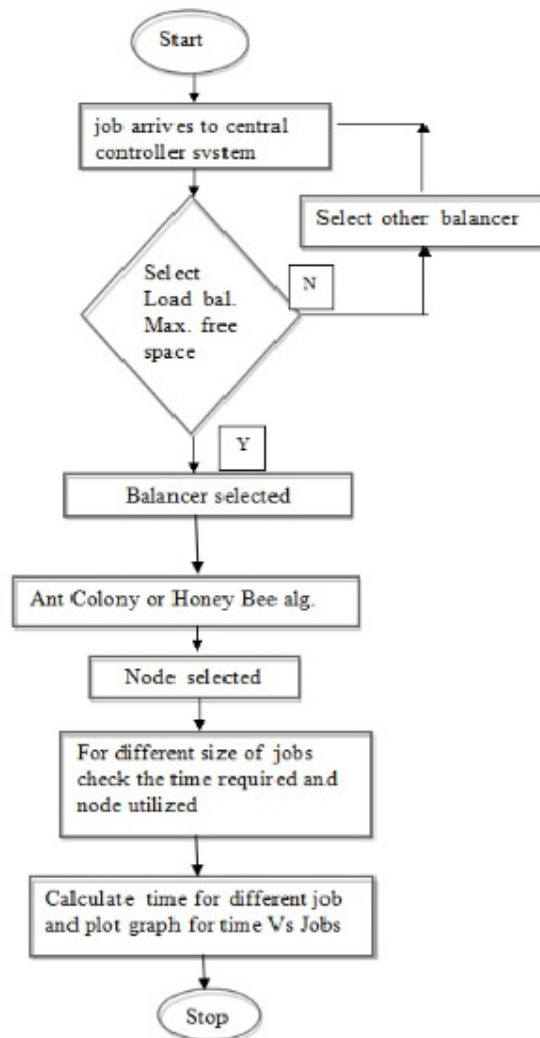 Start
job arrives to central
controller system
Select other balancer
Select
Load bal.
Max. free
space
N
Y
Balancer selected
Ant Colony or Honey Bee alg.
Node selected
For different size of jobs
check the time required and
node utilized
Calculate time for different job
and plot graph for time Vs Jobs
Stop